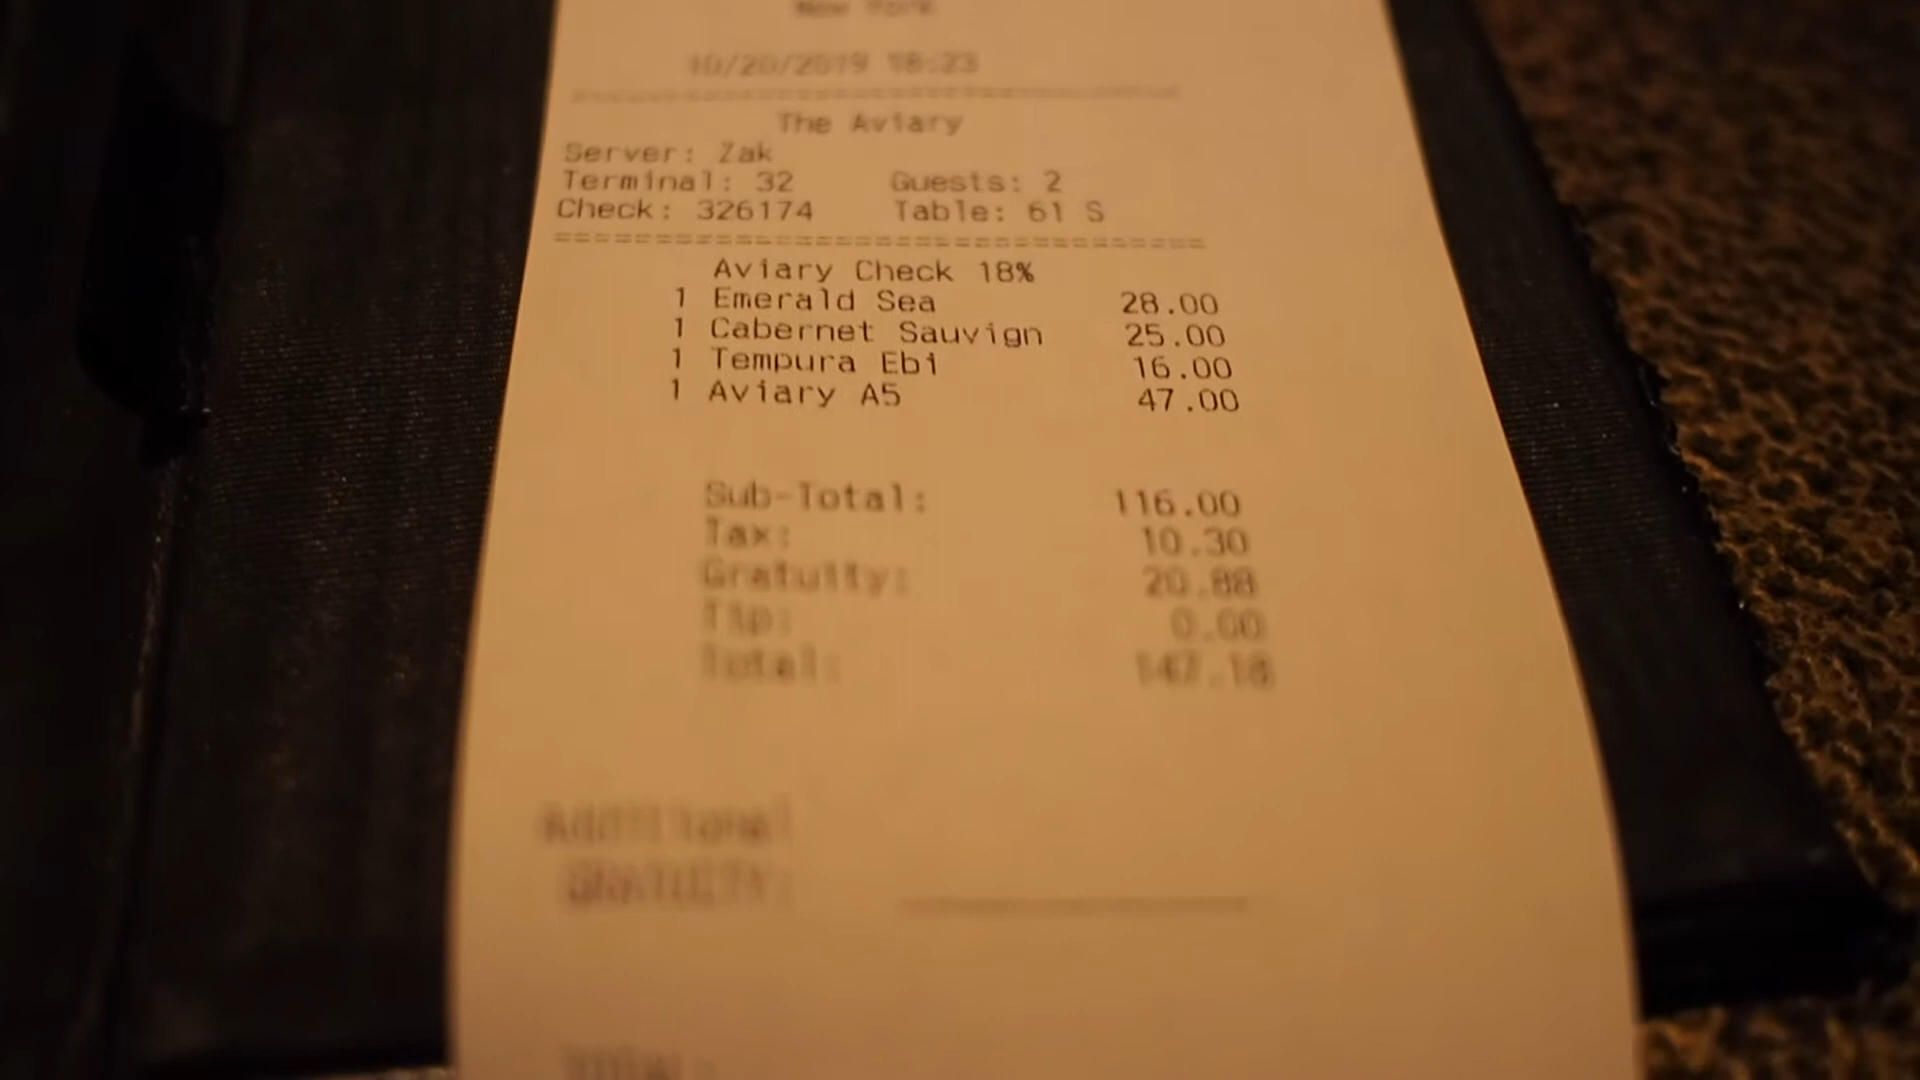 New York
10/20/2019 18:23
The Aviary
Server: Zak
Terminal: 32 Guests: 2
Check: 326174 Table: 61 S
================================
Aviary Check 18%
1 Emerald Sea 28.00
1 Cabernet Sauvign 25.00
1 Tempura Ebi 16.00
1 Aviary A5 47.00
Sub-Total: 116.00
Tax: 10.30
Gratuity: 20.88
Tip: 0.00
Total: 147.18
Additional
GRATUITY:
TOTAL: